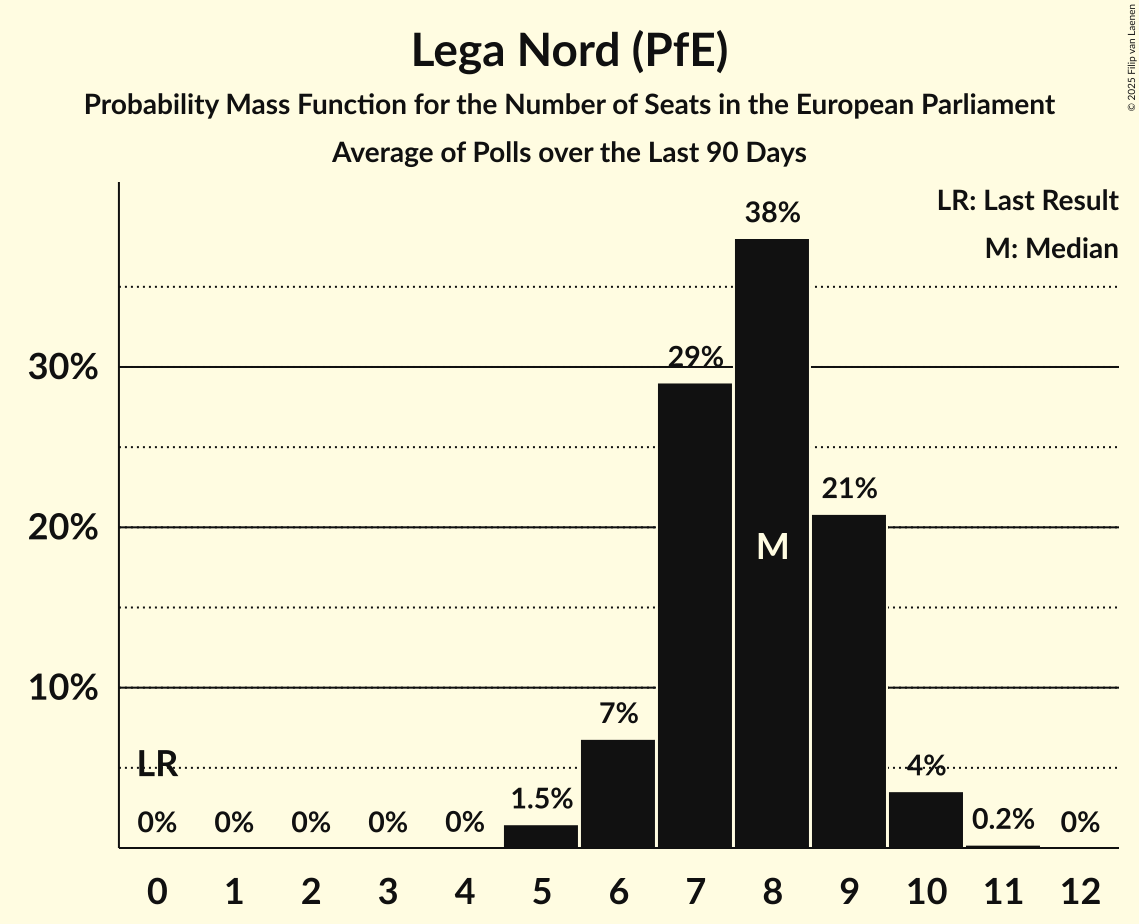 Lega Nord (PfE)
Probability Mass Function for the Number of Seats in the European Parliament
Average of Polls over the Last 90 Days
© 2025 Filip van Laenen
LR: Last Result
M: Median
38%
30%
29%
21%
20%
M
10%
7%
LR
4%
1.5%
0% 0% 0% 0% 0% 0.2% 0%
0 1 2 3 4 5 6 7 8 9 10 11 12